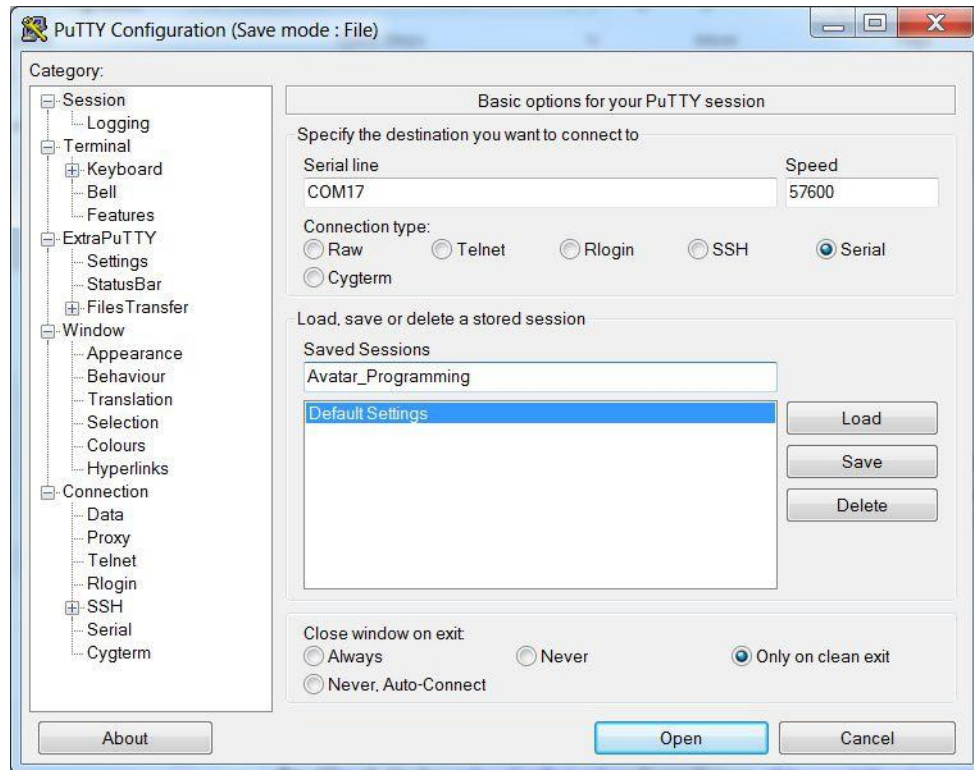 PuTTY Configuration (Save mode : File)
Category:
Session
Logging
Terminal
Keyboard
Bell
Features
ExtraPuTTY
Settings
StatusBar
FilesTransfer
Window
Appearance
Behaviour
Translation
Selection
Colours
Hyperlinks
Connection
Data
Proxy
Telnet
Rlogin
SSH
Serial
Cygterm
Basic options for your PuTTY session
Specify the destination you want to connect to
Serial line Speed
COM17 57600
Connection type:
Raw Telnet Rlogin SSH Serial
Cygterm
Load, save or delete a stored session
Saved Sessions
Avatar_Programming
Default Settings
Load
Save
Delete
Close window on exit:
Always Never Only on clean exit
Never, Auto-Connect
About Open Cancel